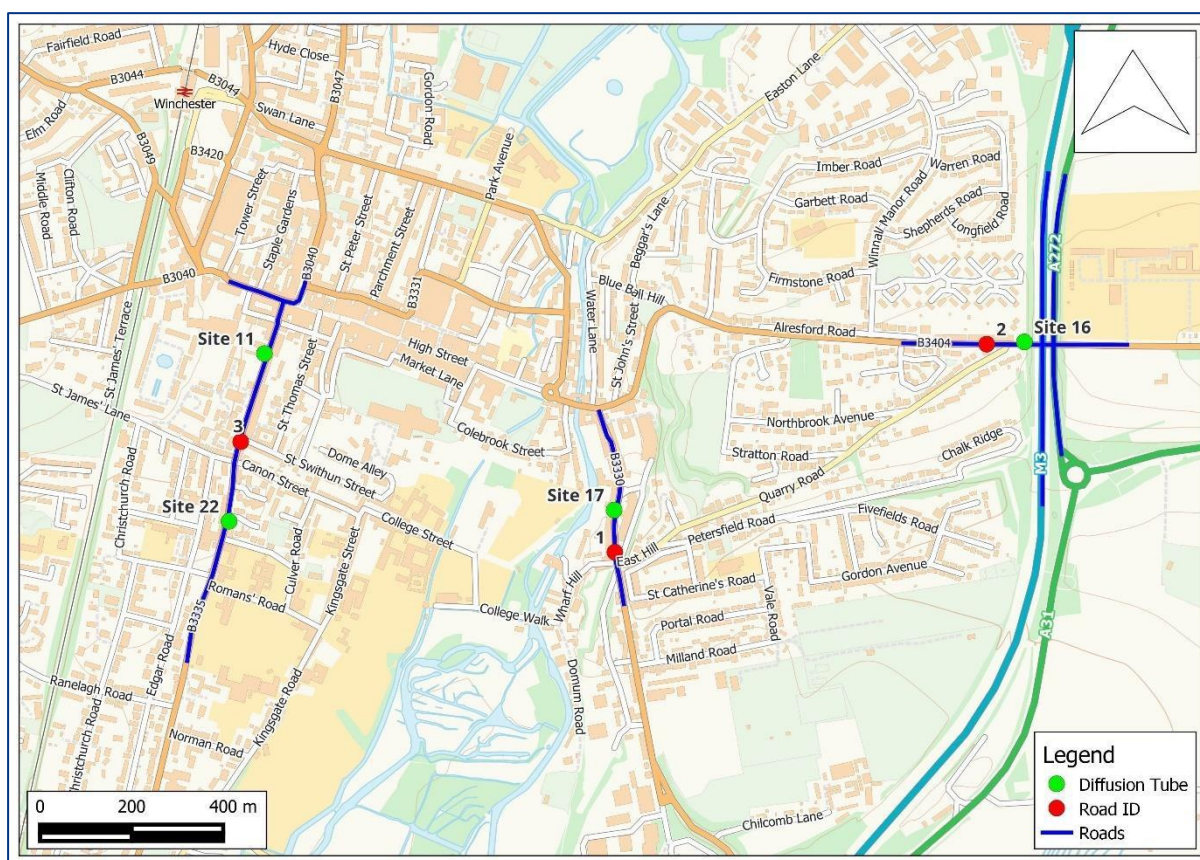 Fairfield Road
Hyde Close
B3047
Gordon Road
Easton Lane
B3044
B3044
Winchester
Swan Lane
Elm Road
B3049
B3420
Park Avenue
Imber Road
Warren Road
Middle Road
Clifton Road
Tower Street
Staple Gardens
St Peter Street
Parchment Street
Garbett Road
Winnall Manor Road
Shepherds Road
Longfield Road
Beggar's Lane
A272
B3040
B3040
B3331
Water Lane
Blue Ball Hill
Firmstone Road
St James' Terrace
Site 11
High Street
Market Lane
St John's Street
Alresford Road
B3404
2
Site 16
St Thomas Street
St James' Lane
Colebrook Street
Northbrook Avenue
3
Dome Alley
St Swithun Street
Canon Street
Stratton Road
Chalk Ridge
M3
Christchurch Road
Site 22
College Street
Site 17
B3330
Quarry Road
Petersfield Road
Fivefields Road
1
East Hill
Culver Road
Kingsgate Street
Romans' Road
Wharf Hill
St Catherine's Road
Gordon Avenue
College Walk
Portal Road
Vale Road
A31
B3335
Edgar Road
Milland Road
Ranelagh Road
Domum Road
Norman Road
Kingsgate Road
Christchurch Road
Chilcomb Lane
0 200 400 m
Legend
Diffusion Tube
Road ID
Roads